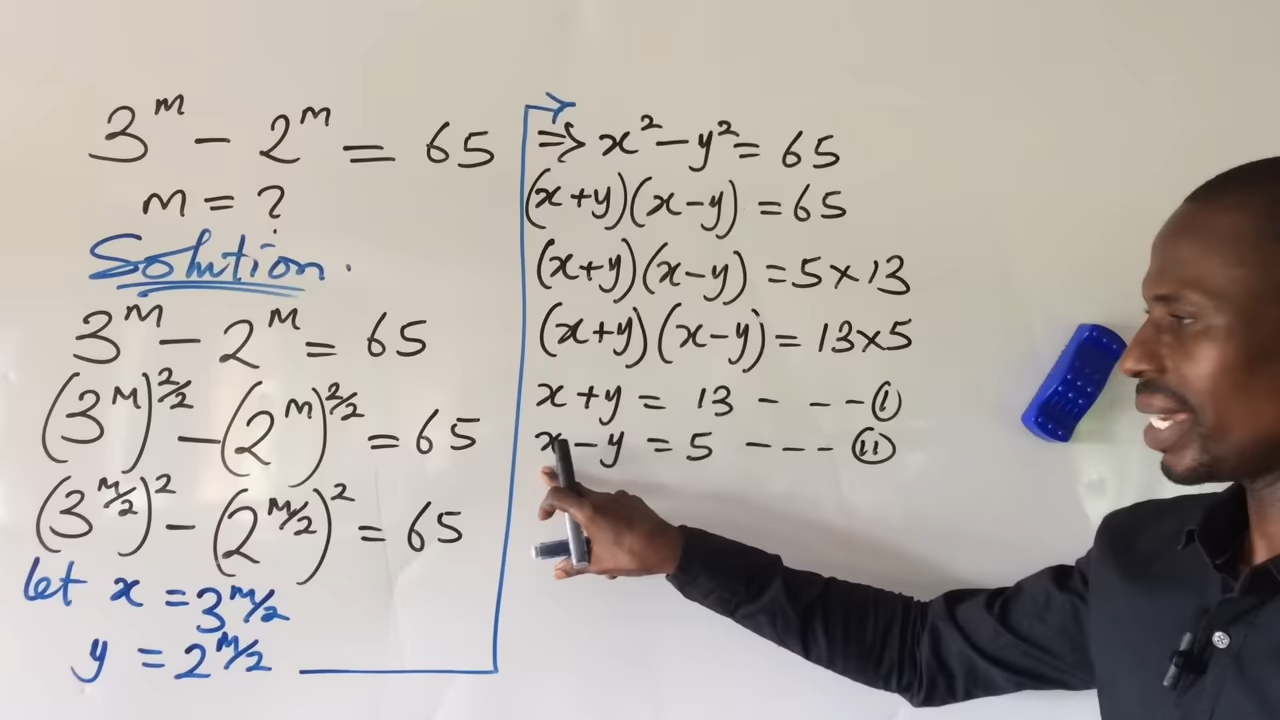 3^m - 2^m = 65
m = ?
Solution.
3^m - 2^m = 65
(3^m)^2/2 - (2^m)^2/2 = 65
(3^m/2)^2 - (2^m/2)^2 = 65
let x = 3^m/2
y = 2^m/2
=> x^2 - y^2 = 65
(x+y)(x-y) = 65
(x+y)(x-y) = 5×13
(x+y)(x-y) = 13×5
x+y = 13 - - - (i)
x-y = 5 - - - (ii)